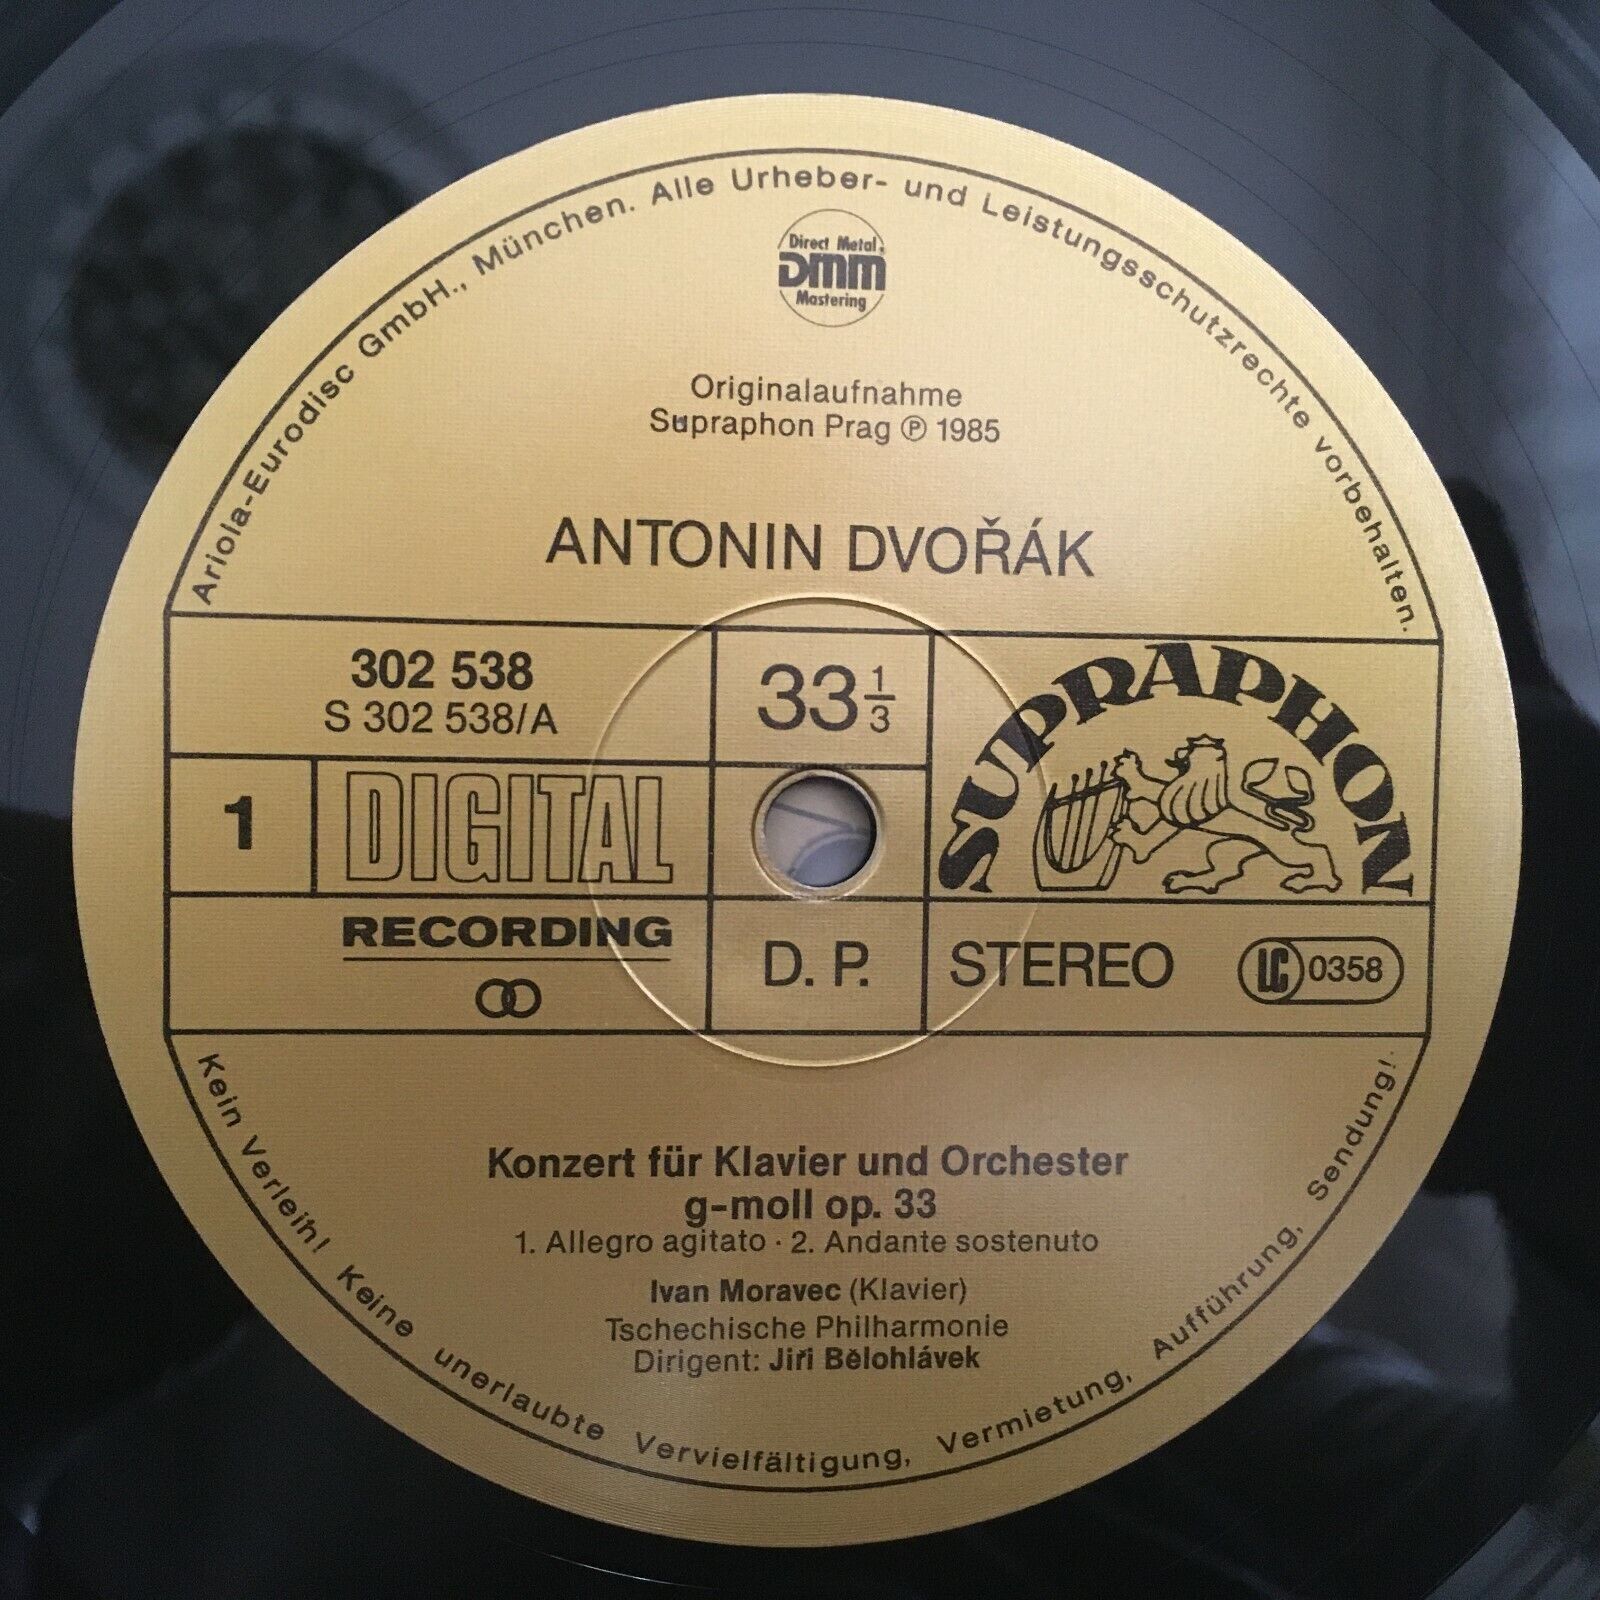 Ariola-Eurodisc GmbH., München. Alle Urheber- und Leistungsschutzrechte vorbehalten.
Direct Metal
DMM
Mastering
Originalaufnahme
Supraphon Prag ℗ 1985
ANTONIN DVOŘÁK
302 538
S 302 538/A
33 1/3
SUPRAPHON
1
DIGITAL
RECORDING
D. P.
STEREO
LC 0358
Konzert für Klavier und Orchester
g-moll op. 33
1. Allegro agitato · 2. Andante sostenuto
Ivan Moravec (Klavier)
Tschechische Philharmonie
Dirigent: Jiři Bělohlávek
Kein Verleih! Keine unerlaubte Vervielfältigung, Vermietung, Aufführung, Sendung!